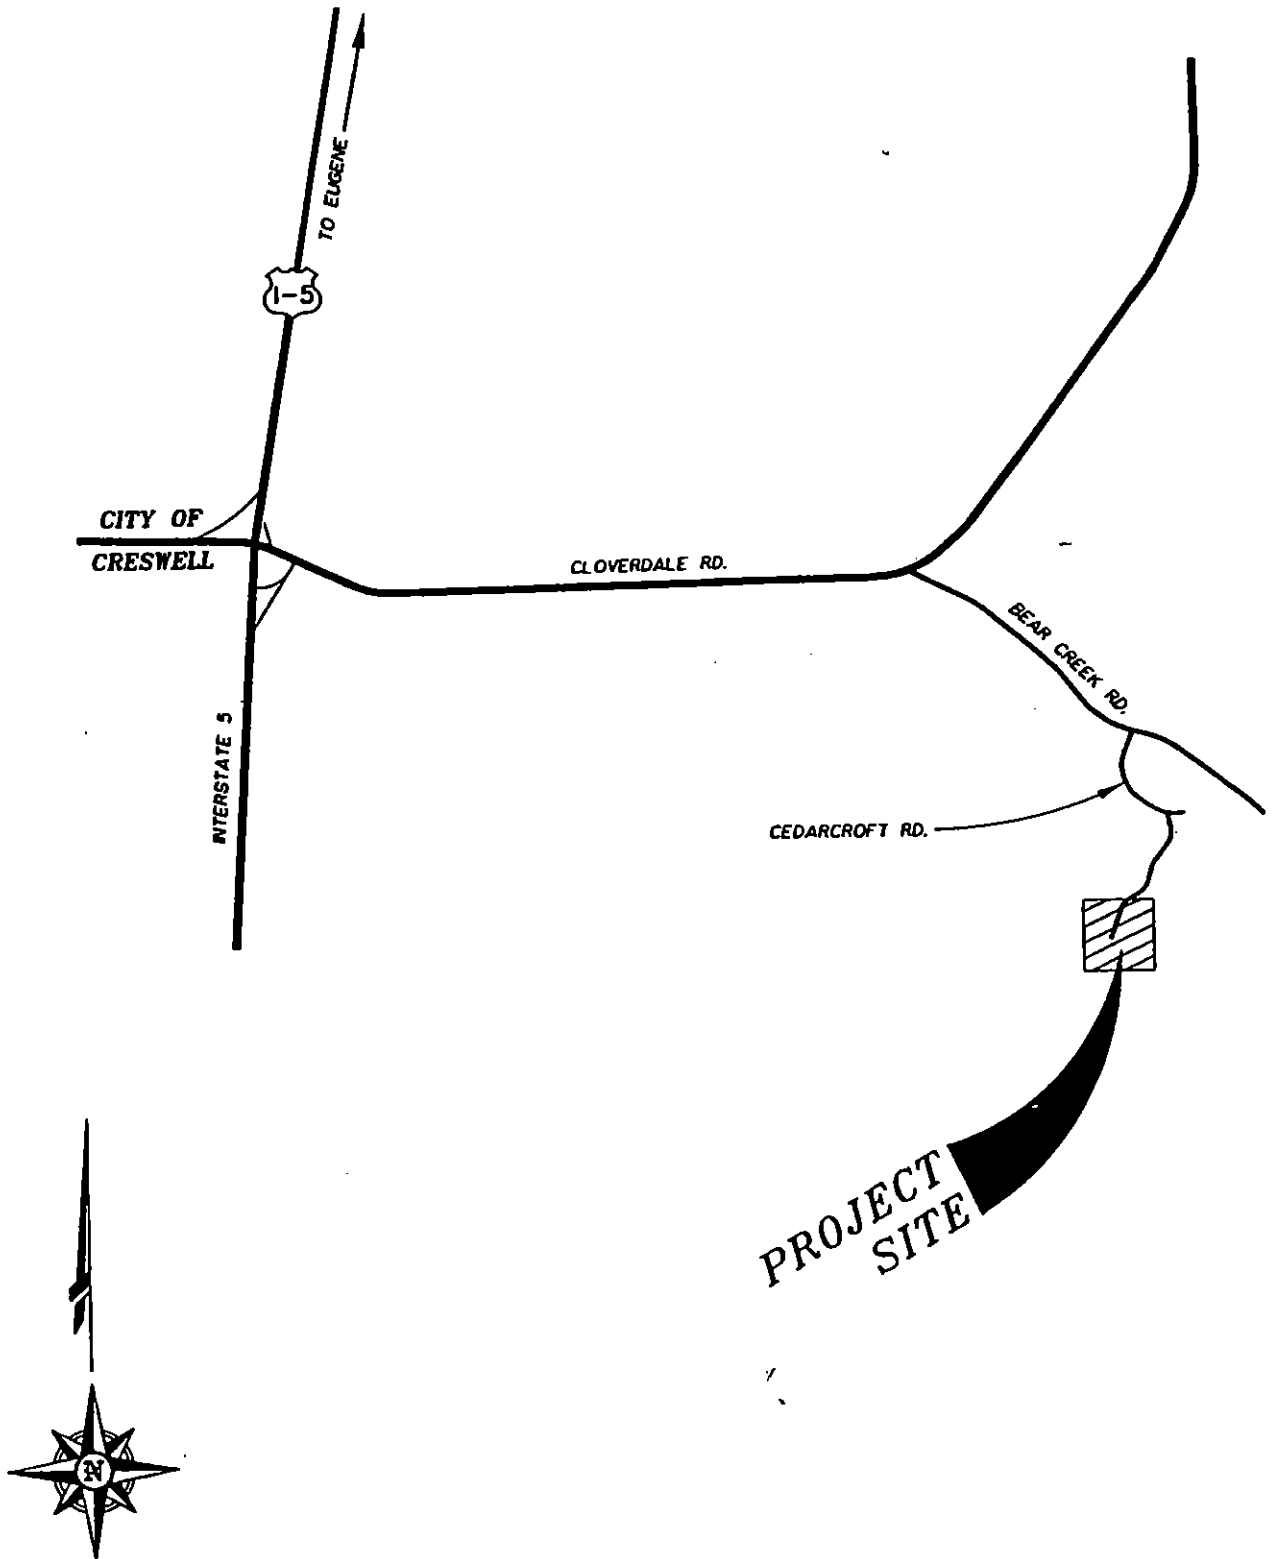 TO EUGENE
I-5
CITY OF
CRESWELL
CLOVERDALE RD.
BEAR CREEK RD.
INTERSTATE 5
CEDARCROFT RD.
PROJECT
SITE
N